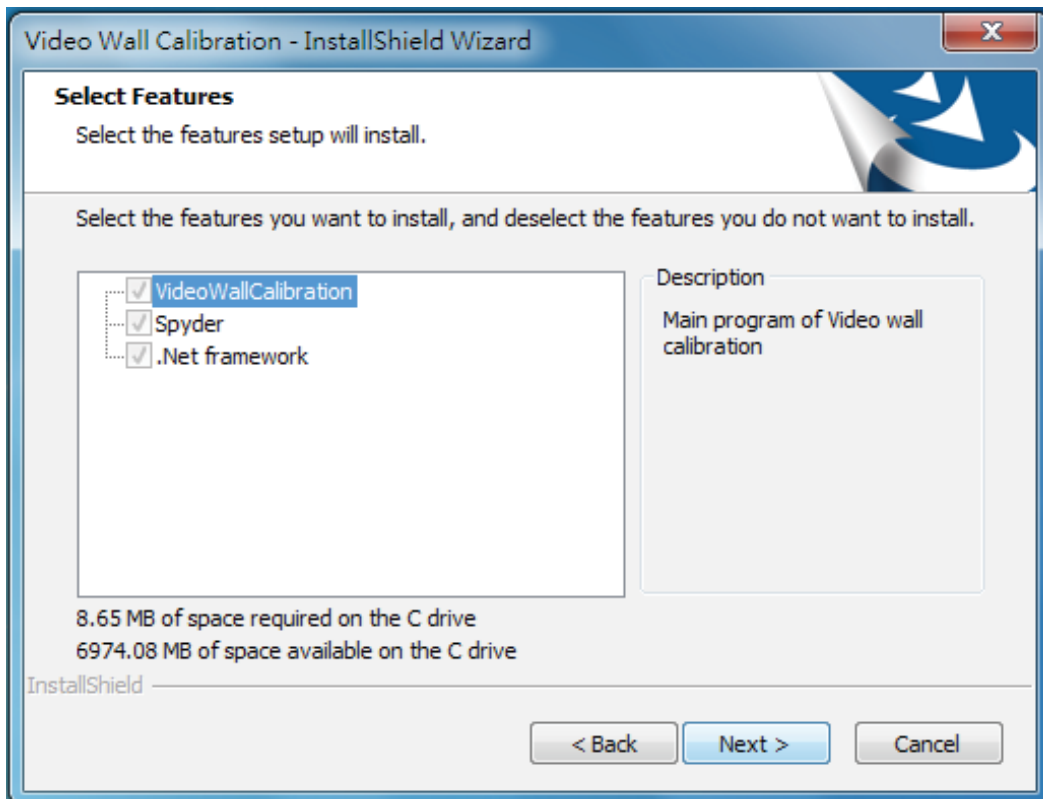 Video Wall Calibration - InstallShield Wizard
Select Features
Select the features setup will install.
Select the features you want to install, and deselect the features you do not want to install.
VideoWallCalibration
Spyder
.Net framework
Description
Main program of Video wall
calibration
8.65 MB of space required on the C drive
6974.08 MB of space available on the C drive
InstallShield
< Back
Next >
Cancel